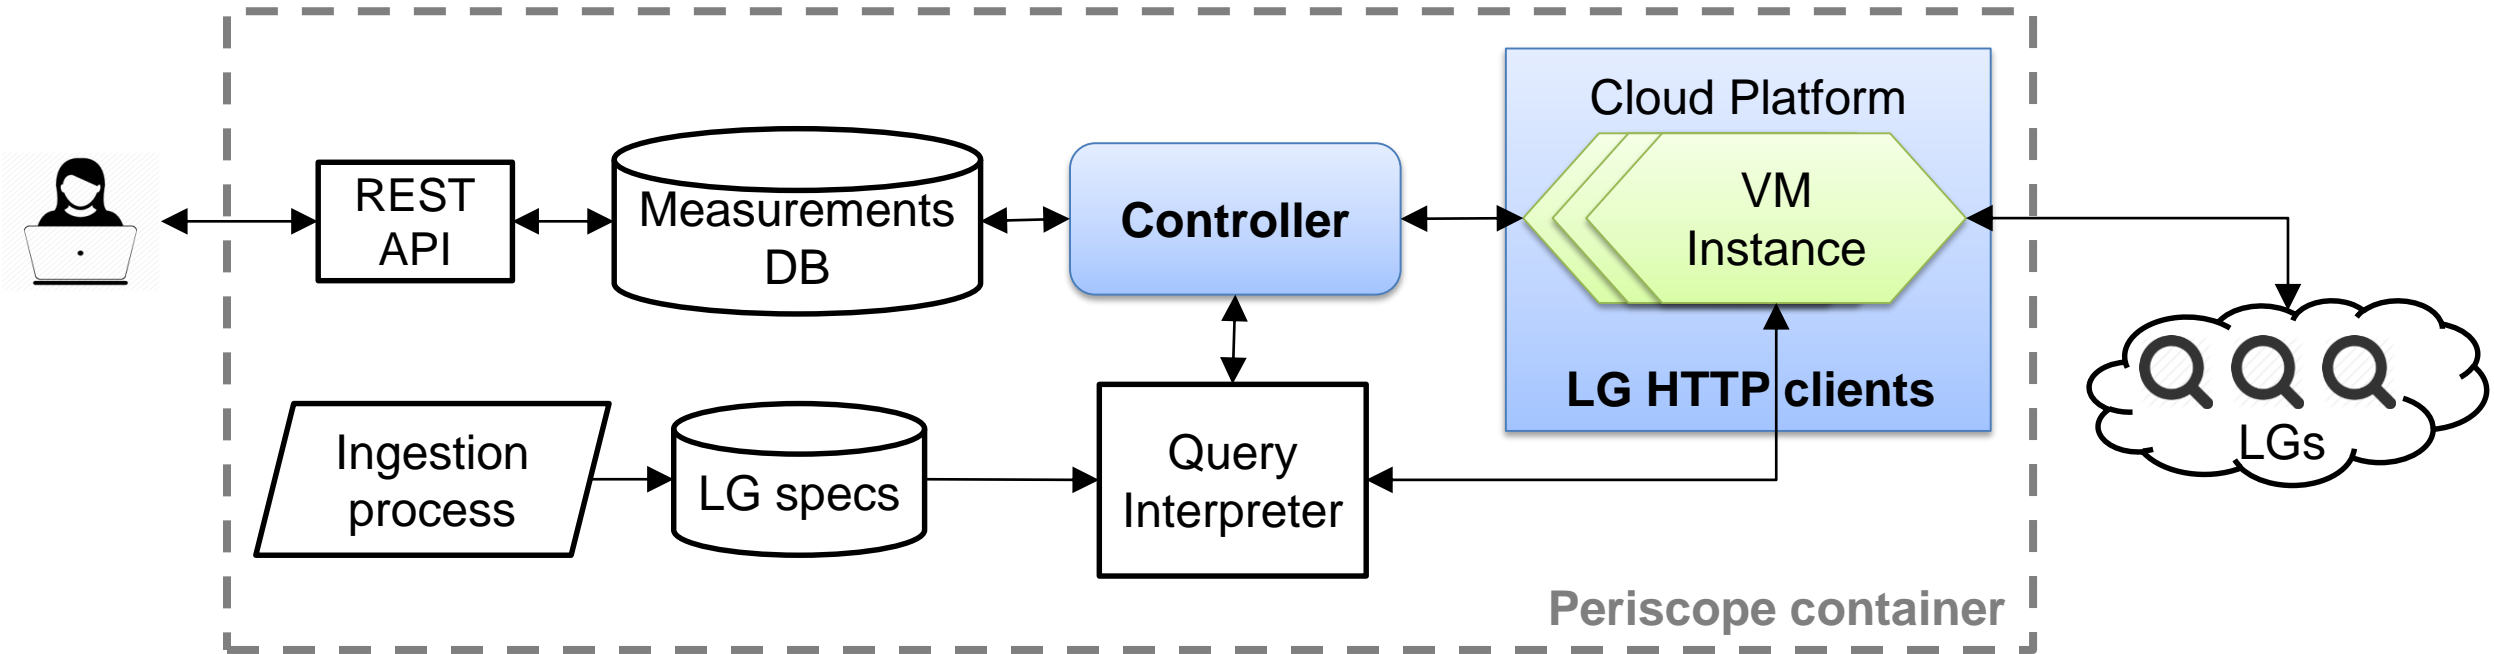 Cloud Platform
REST
API
Measurements
DB
Controller
VM
Instance
LG HTTP clients
Ingestion
process
LG specs
Query
Interpreter
LGs
Periscope container